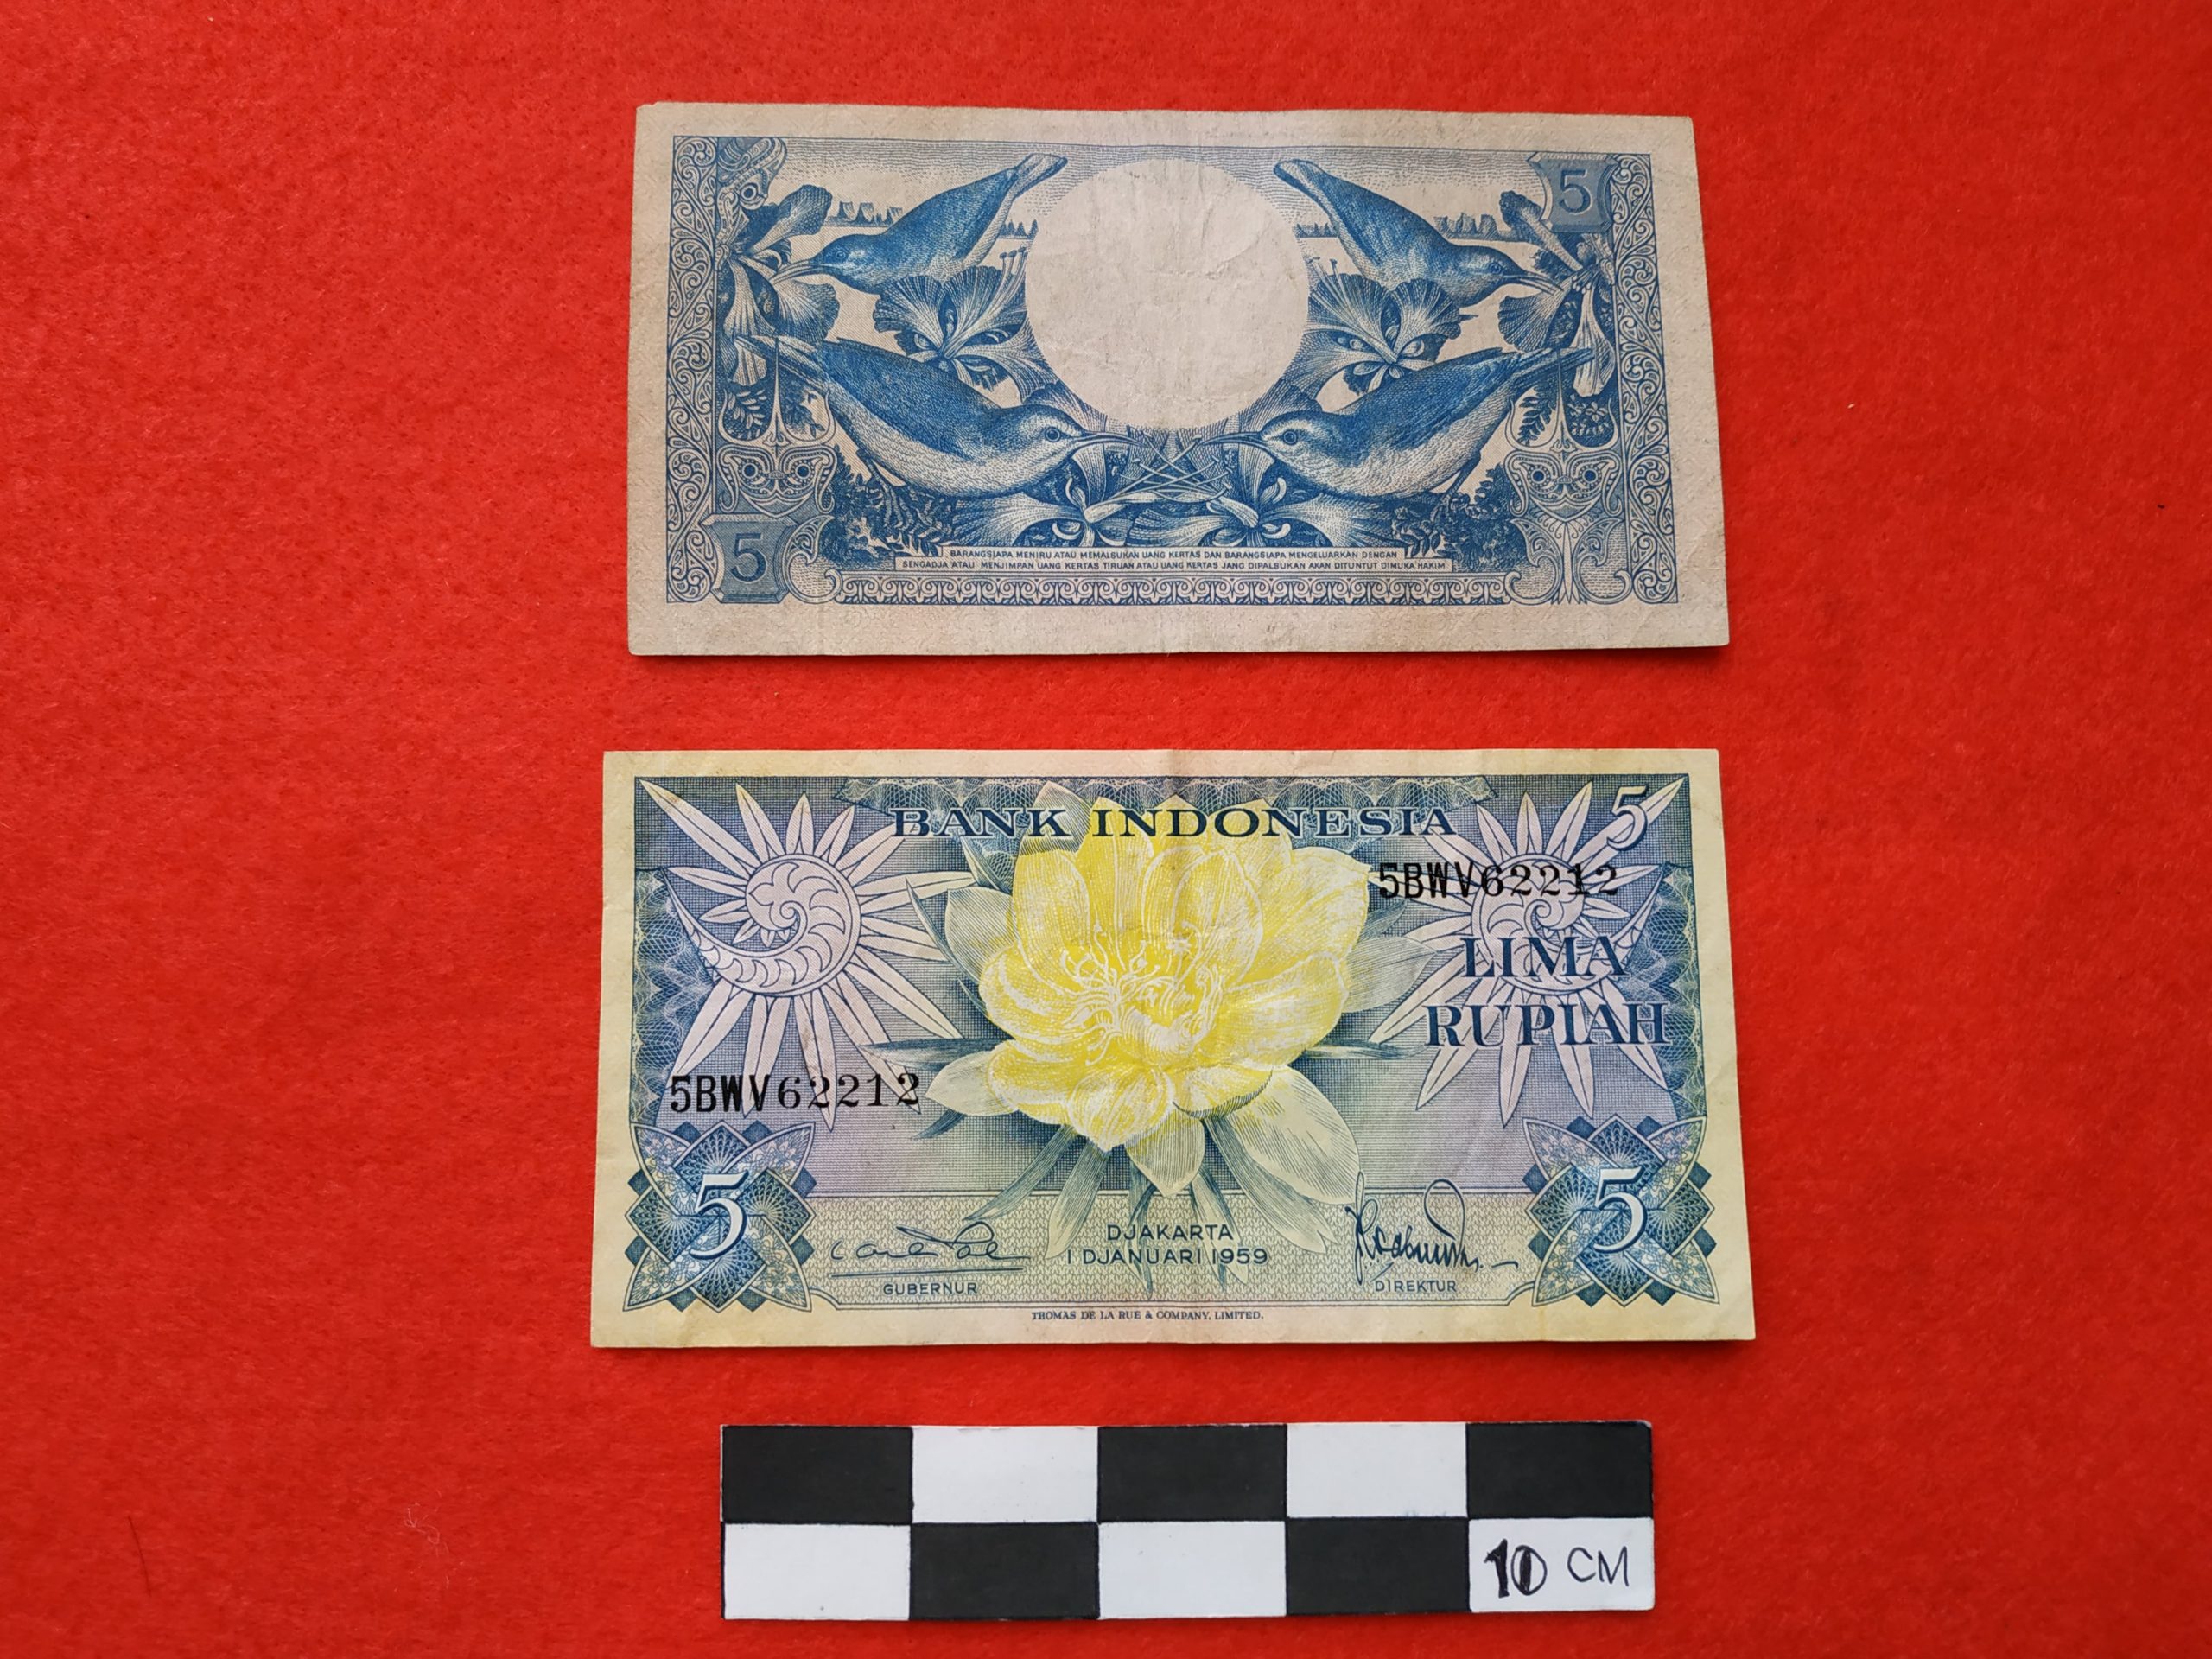 5
5
BARANGSIAPA MENIRU ATAU MEMALSUKAN UANG KERTAS DAN BARANGSIAPA MENGELUARKAN DENGAN
SENGADJA ATAU MENJIMPAN UANG KERTAS TIRUAN ATAU UANG KERTAS JANG DIPALSUKAN AKAN DITUNTUT DIMUKA HAKIM
BANK INDONESIA
5
5BWV62212
LIMA
RUPIAH
5BWV62212
5
5
DJAKARTA
1 DJANUARI 1959
GUBERNUR
DIREKTUR
THOMAS DE LA RUE & COMPANY, LIMITED.
10 CM